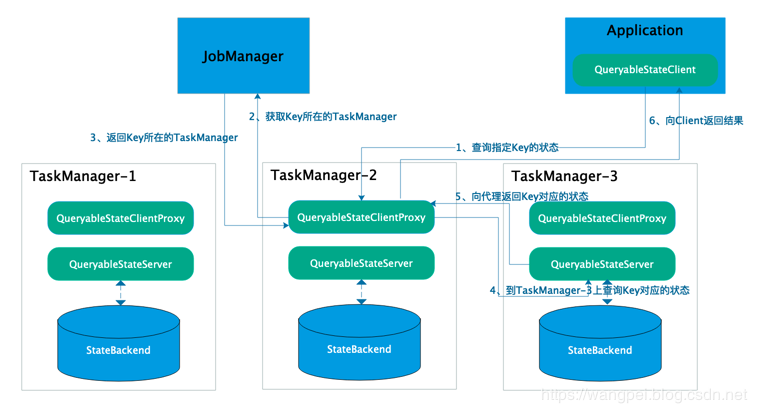 JobManager
Application
QueryableStateClient
2、获取Key所在的TaskManager
6、向Client返回结果
3、返回Key所在的TaskManager
1、查询指定Key的状态
TaskManager-1
TaskManager-2
TaskManager-3
5、向代理返回Key对应的状态
QueryableStateClientProxy
QueryableStateClientProxy
QueryableStateClientProxy
QueryableStateServer
QueryableStateServer
QueryableStateServer
4、到TaskManager-3上查询Key对应的状态
StateBackend
StateBackend
StateBackend
https://wangpei.blog.csdn.net